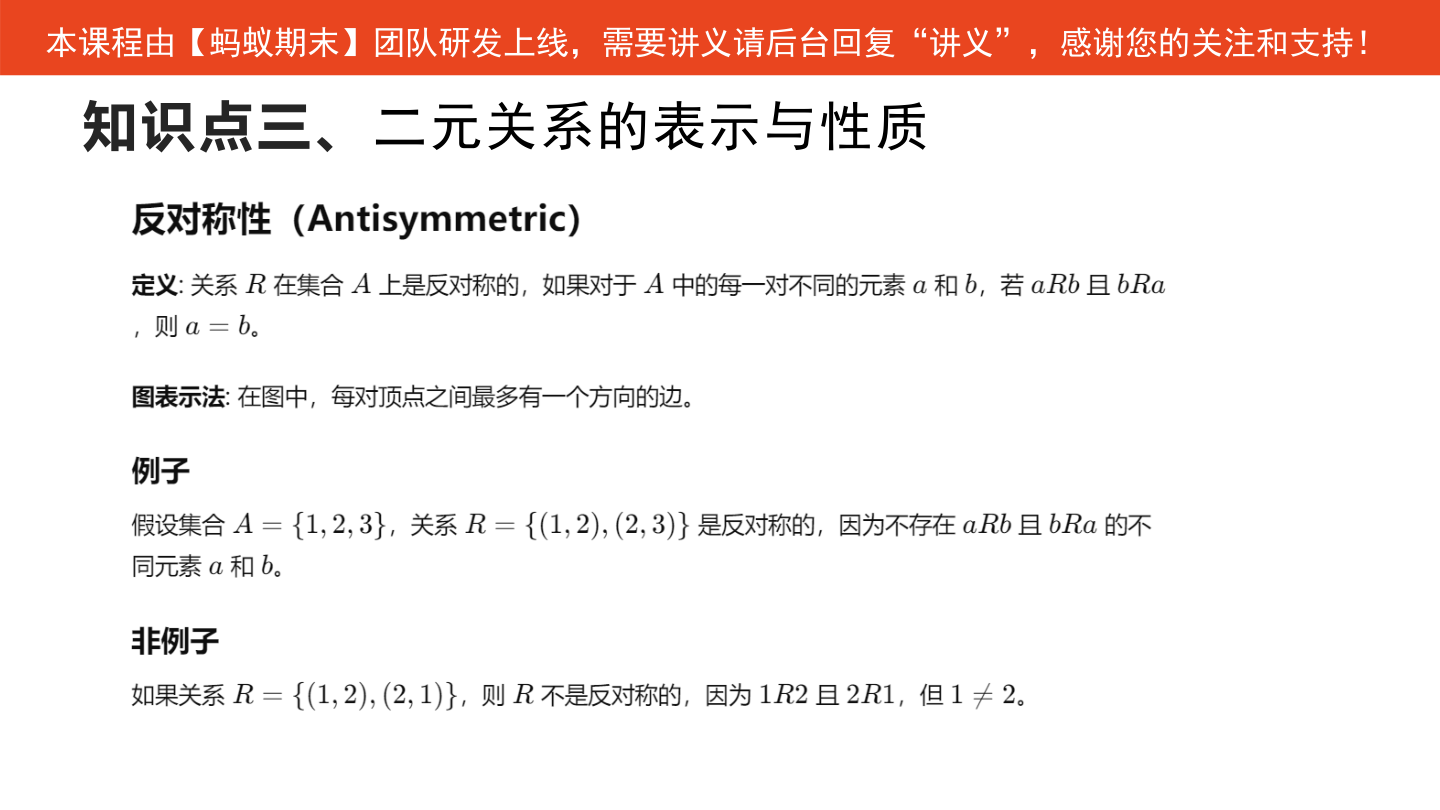 本课程由【蚂蚁期末】团队研发上线，需要讲义请后台回复“讲义”，感谢您的关注和支持！
知识点三、二元关系的表示与性质
反对称性（Antisymmetric）
定义: 关系 R 在集合 A 上是反对称的，如果对于 A 中的每一对不同的元素 a 和 b，若 aRb 且 bRa
，则 a = b。
图表示法: 在图中，每对顶点之间最多有一个方向的边。
例子
假设集合 A = {1, 2, 3}，关系 R = {(1, 2), (2, 3)} 是反对称的，因为不存在 aRb 且 bRa 的不
同元素 a 和 b。
非例子
如果关系 R = {(1, 2), (2, 1)}，则 R 不是反对称的，因为 1R2 且 2R1，但 1 ≠ 2。